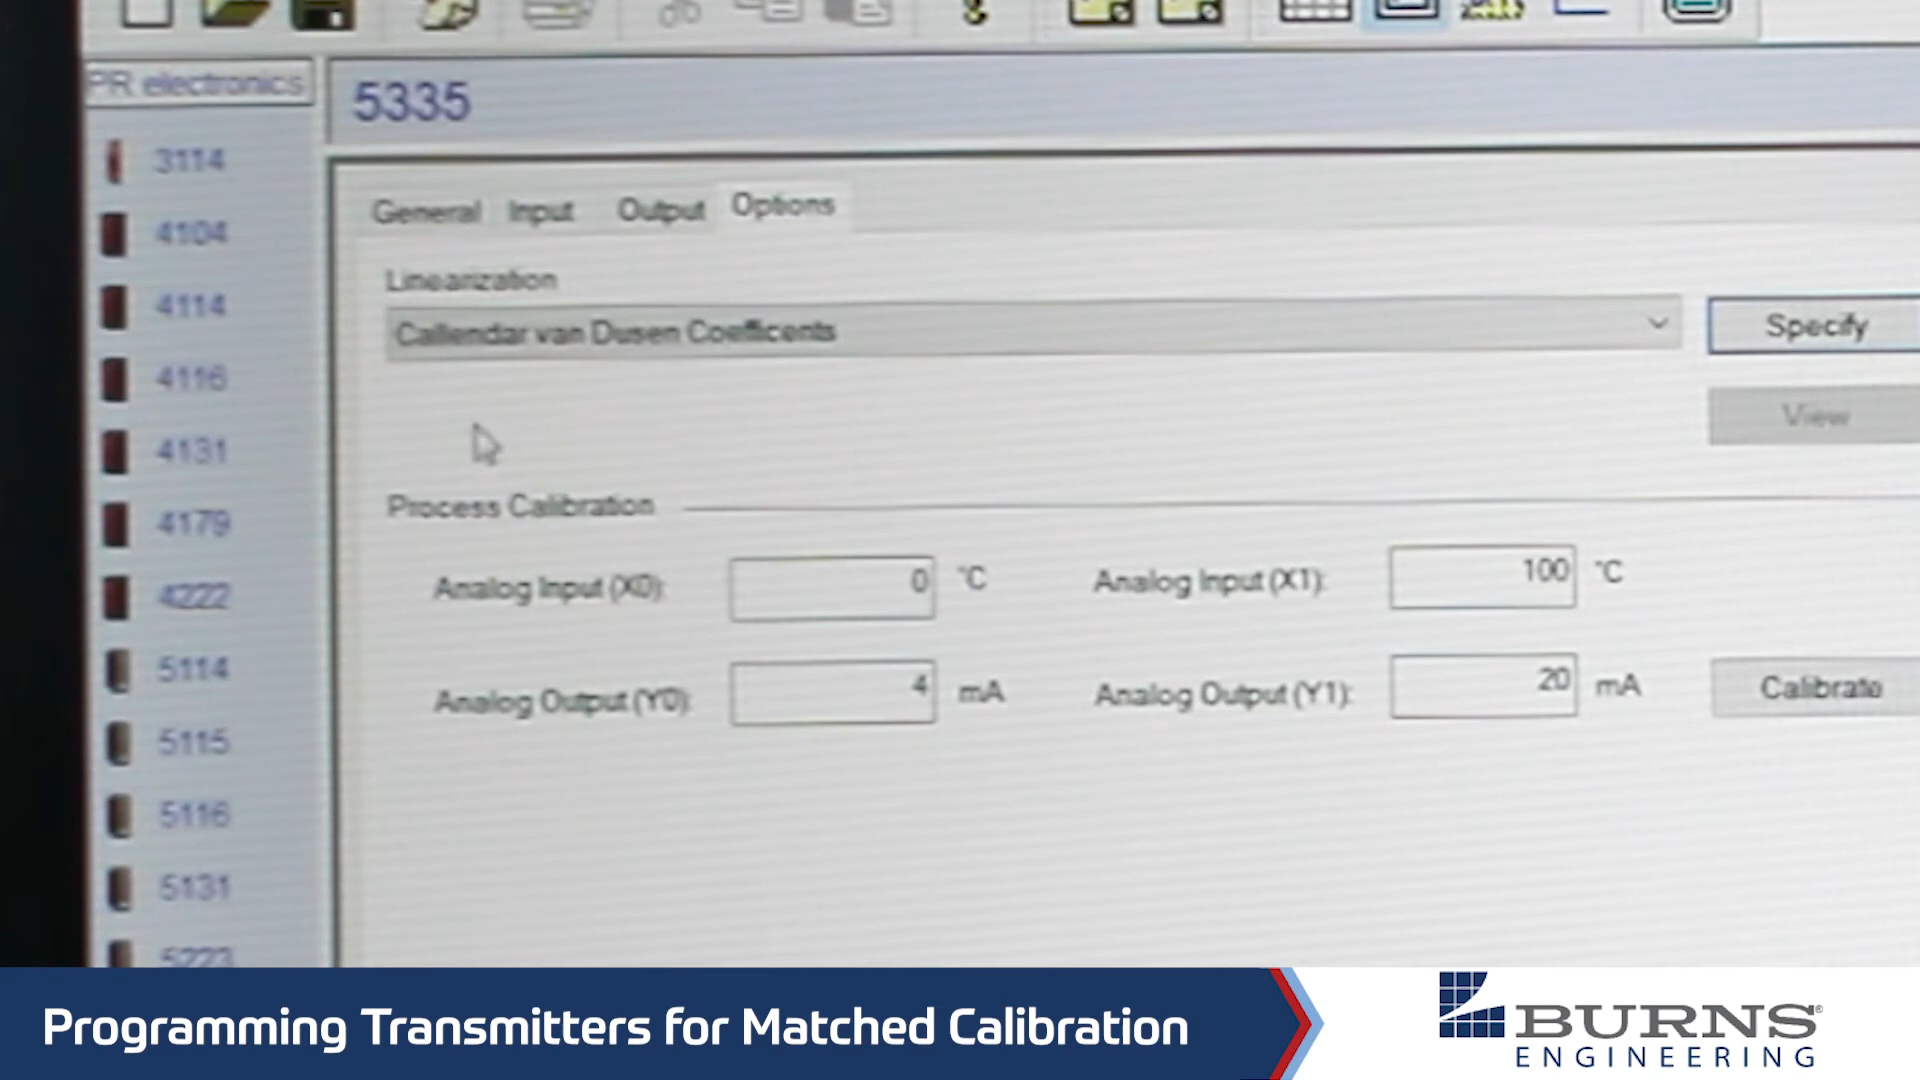 PR electronics
5335
3114
4104
4114
4116
4131
4179
4222
5114
5115
5116
5131
5223
General Input Output Options
Linearization
Callendar van Dusen Coefficents
Specify
View
Process Calibration
Analog Input (X0): 0 °C Analog Input (X1): 100 °C
Analog Output (Y0): 4 mA Analog Output (Y1): 20 mA
Calibrate
Programming Transmitters for Matched Calibration
BURNS®
ENGINEERING